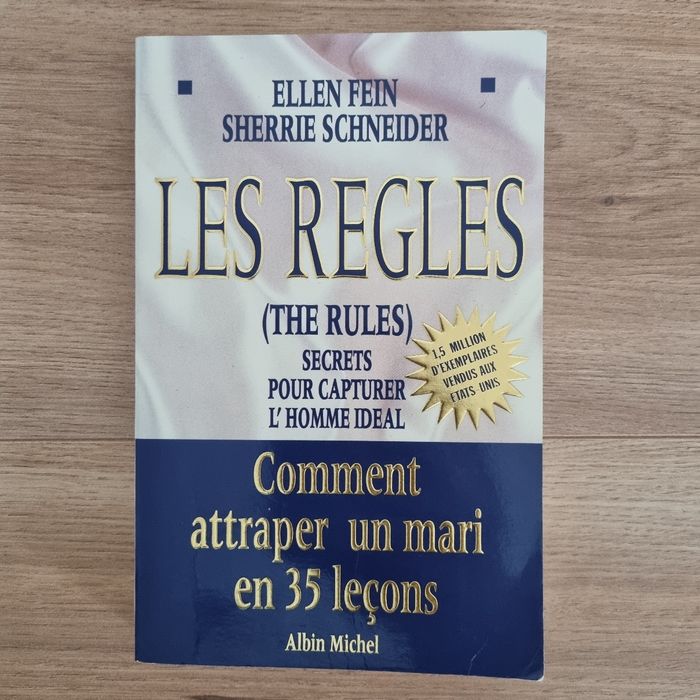 ELLEN FEIN
SHERRIE SCHNEIDER
LES REGLES
(THE RULES)
SECRETS
POUR CAPTURER
L'HOMME IDEAL
1,5 MILLION
D'EXEMPLAIRES
VENDUS AUX
ETATS UNIS
Comment
attraper un mari
en 35 leçons
Albin Michel